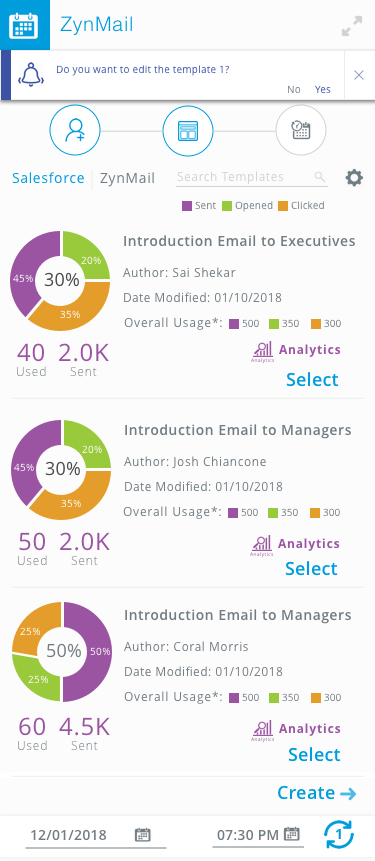 ZynMail
Do you want to edit the template 1?
No Yes
Salesforce ZynMail Search Templates
Sent Opened Clicked
Introduction Email to Executives
20%
45% 30%
35%
Author: Sai Shekar
Date Modified: 01/10/2018
Overall Usage*: 500 350 300
40 2.0K
Used Sent
Analytics Analytics
Select
Introduction Email to Managers
20%
45% 30%
35%
Author: Josh Chiancone
Date Modified: 01/10/2018
Overall Usage*: 500 350 300
50 2.0K
Used Sent
Analytics Analytics
Select
Introduction Email to Managers
25%
50% 50%
25%
Author: Coral Morris
Date Modified: 01/10/2018
Overall Usage*: 500 350 300
60 4.5K
Used Sent
Analytics Analytics
Select
Create
12/01/2018 07:30 PM 1